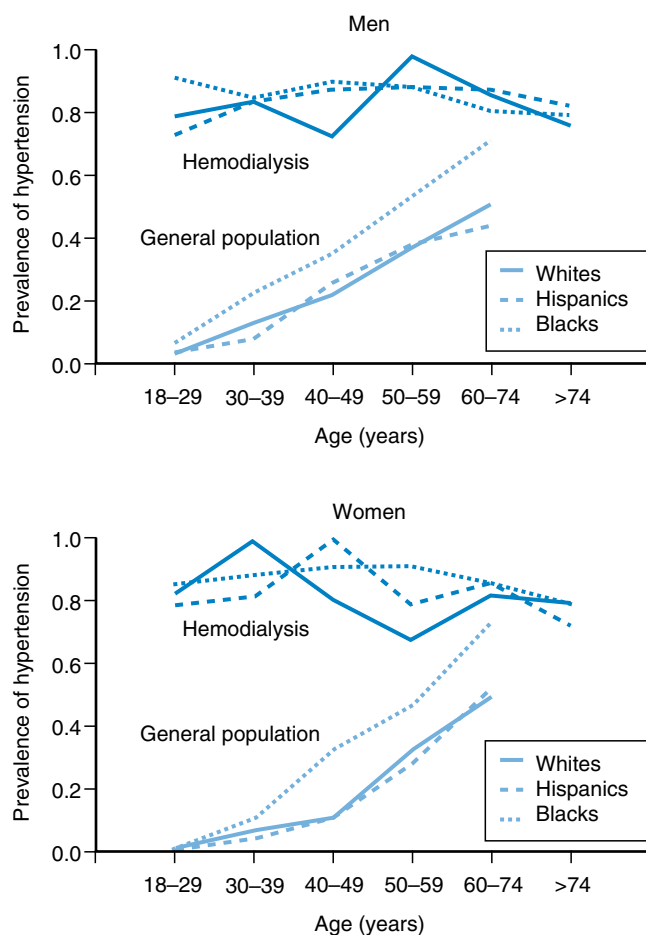 Men
Prevalence of hypertension
1.0
0.8
0.6
0.4
0.2
0.0
Hemodialysis
General population
Whites
Hispanics
Blacks
18–29 30–39 40–49 50–59 60–74 >74
Age (years)
Women
Prevalence of hypertension
1.0
0.8
0.6
0.4
0.2
0.0
Hemodialysis
General population
Whites
Hispanics
Blacks
18–29 30–39 40–49 50–59 60–74 >74
Age (years)